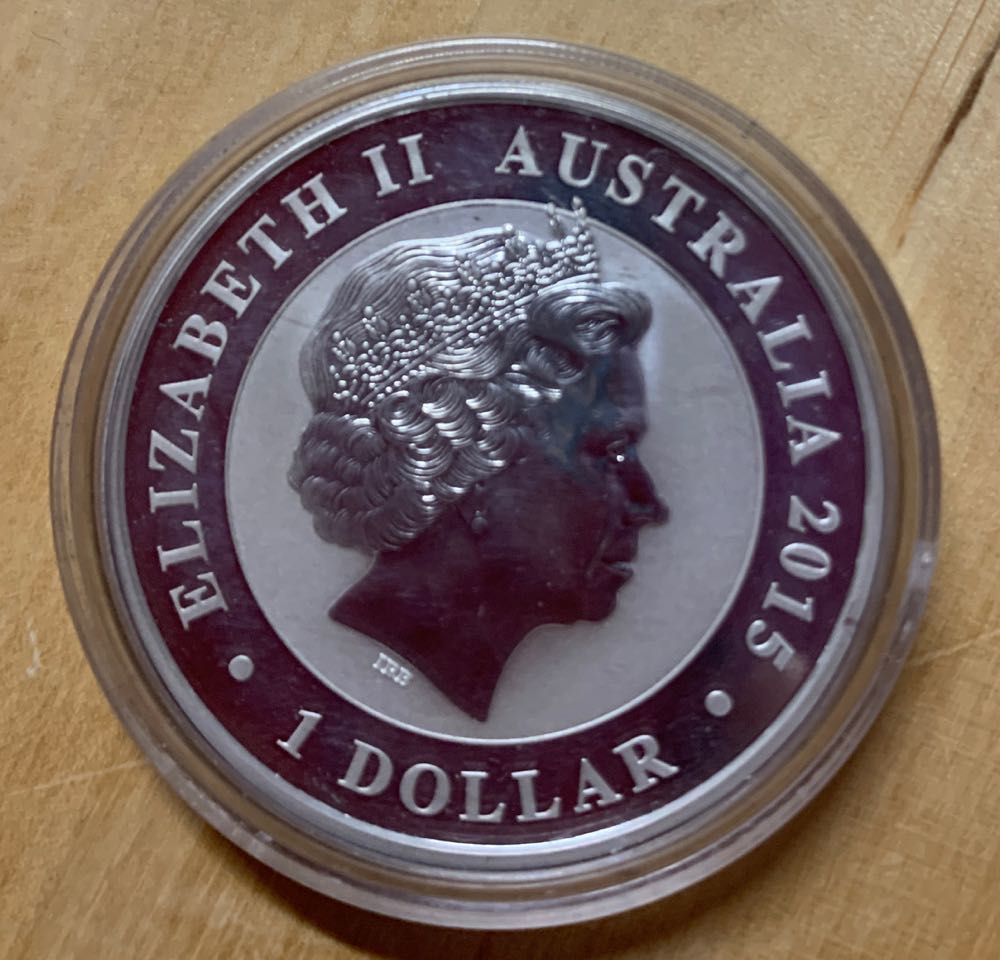 ELIZABETH II AUSTRALIA 2015
1 DOLLAR
IRB